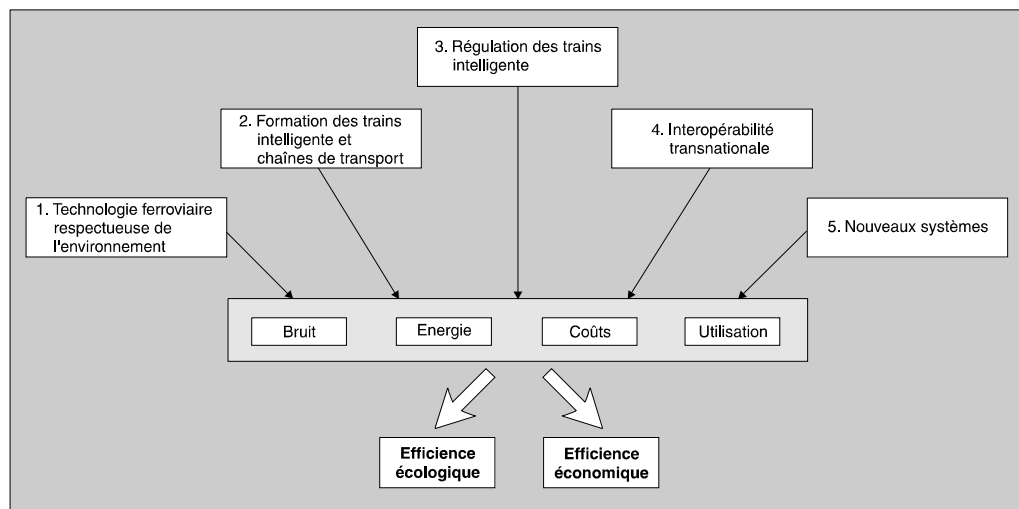 3. Régulation des trains
intelligente
2. Formation des trains
intelligente et
chaînes de transport
4. Interopérabilité
transnationale
1. Technologie ferroviaire
respectueuse de
l'environnement
5. Nouveaux systèmes
Bruit
Energie
Coûts
Utilisation
Efficience
écologique
Efficience
économique